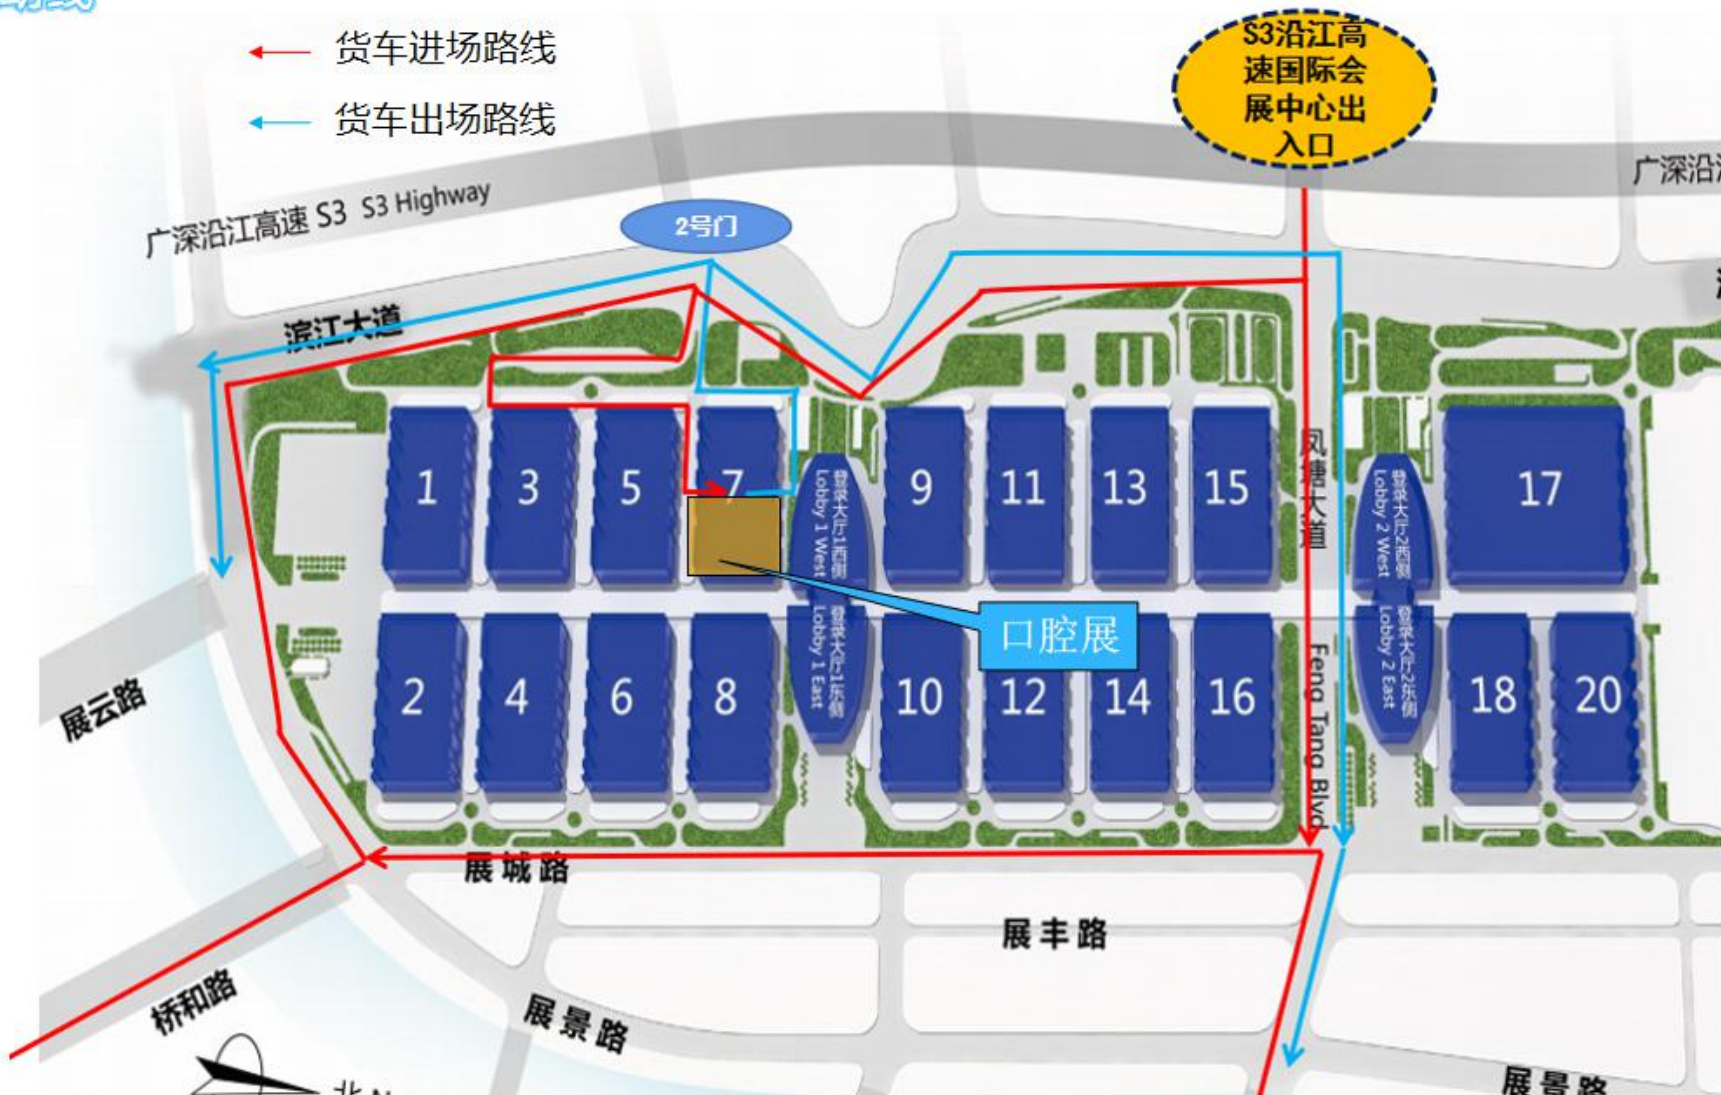 货车进场路线
货车出场路线
S3沿江高
速国际会
展中心出
入口
广深沿江高速 S3 S3 Highway
广深沿
2号门
滨江大道
1
3
5
7
9
11
13
15
17
登录大厅1西侧
Lobby 1 West
凤塘大道
登录大厅2西侧
Lobby 2 West
口腔展
2
4
6
8
10
12
14
16
18
20
登录大厅1东侧
Lobby 1 East
Feng Tang Blvd
登录大厅2东侧
Lobby 2 East
展云路
展城路
展丰路
桥和路
展景路
展景路
北 N